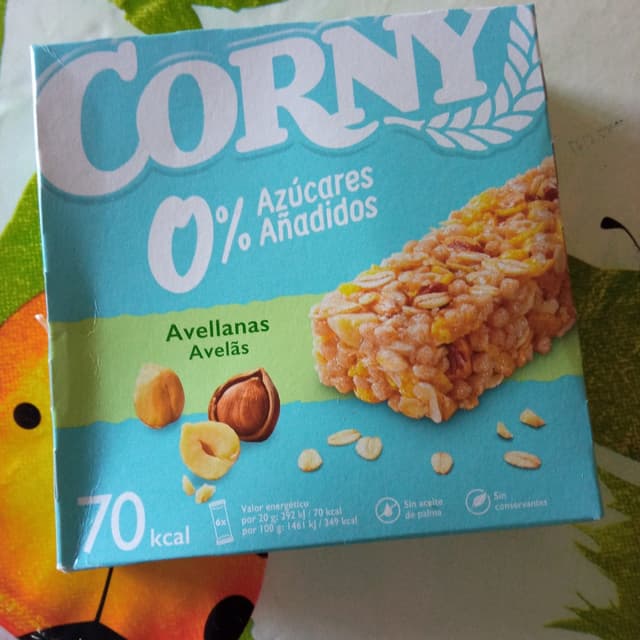 CORNY
0% Azúcares
Añadidos
Avellanas
Avelãs
70 kcal
6x
Valor energético
por 20 g: 292 kJ / 70 kcal
por 100 g: 1461 kJ / 349 kcal
Sin aceite
de palma
Sin
conservantes